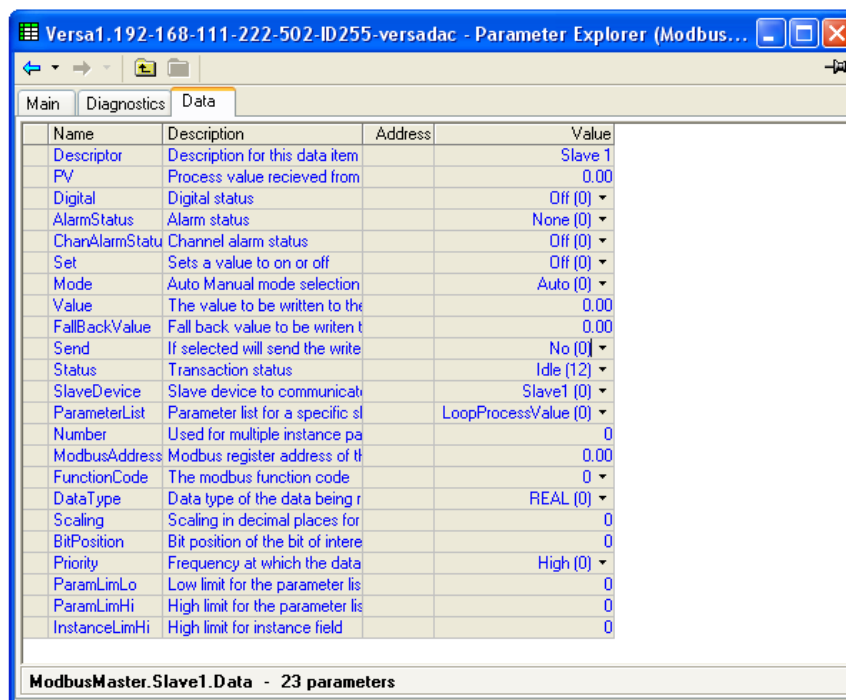 Versa1.192-168-111-222-502-ID255-versadac - Parameter Explorer (Modbus...
Main Diagnostics Data
Name Description Address Value
Descriptor Description for this data item Slave 1
PV Process value recieved from 0.00
Digital Digital status Off (0)
AlarmStatus Alarm status None (0)
ChanAlarmStatu Channel alarm status Off (0)
Set Sets a value to on or off Off (0)
Mode Auto Manual mode selection Auto (0)
Value The value to be written to the 0.00
FallBackValue Fall back value to be writen t 0.00
Send If selected will send the write No (0)
Status Transaction status Idle (12)
SlaveDevice Slave device to communicate Slave1 (0)
ParameterList Parameter list for a specific sl LoopProcessValue (0)
Number Used for multiple instance pa 0
ModbusAddress Modbus register address of th 0.00
FunctionCode The modbus function code 0
DataType Data type of the data being r REAL (0)
Scaling Scaling in decimal places for 0
BitPosition Bit position of the bit of intere 0
Priority Frequency at which the data High (0)
ParamLimLo Low limit for the parameter lis 0
ParamLimHi High limit for the parameter lis 0
InstanceLimHi High limit for instance field 0
ModbusMaster.Slave1.Data - 23 parameters